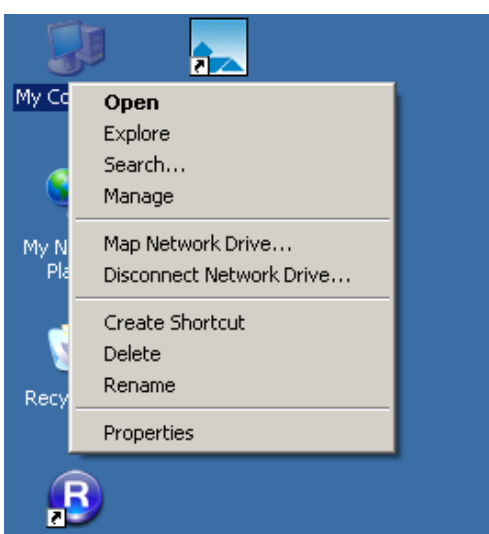 My Co
Open
Explore
Search...
Manage
My N
Map Network Drive...
Pla
Disconnect Network Drive...
Create Shortcut
Delete
Rename
Recy
Properties
R